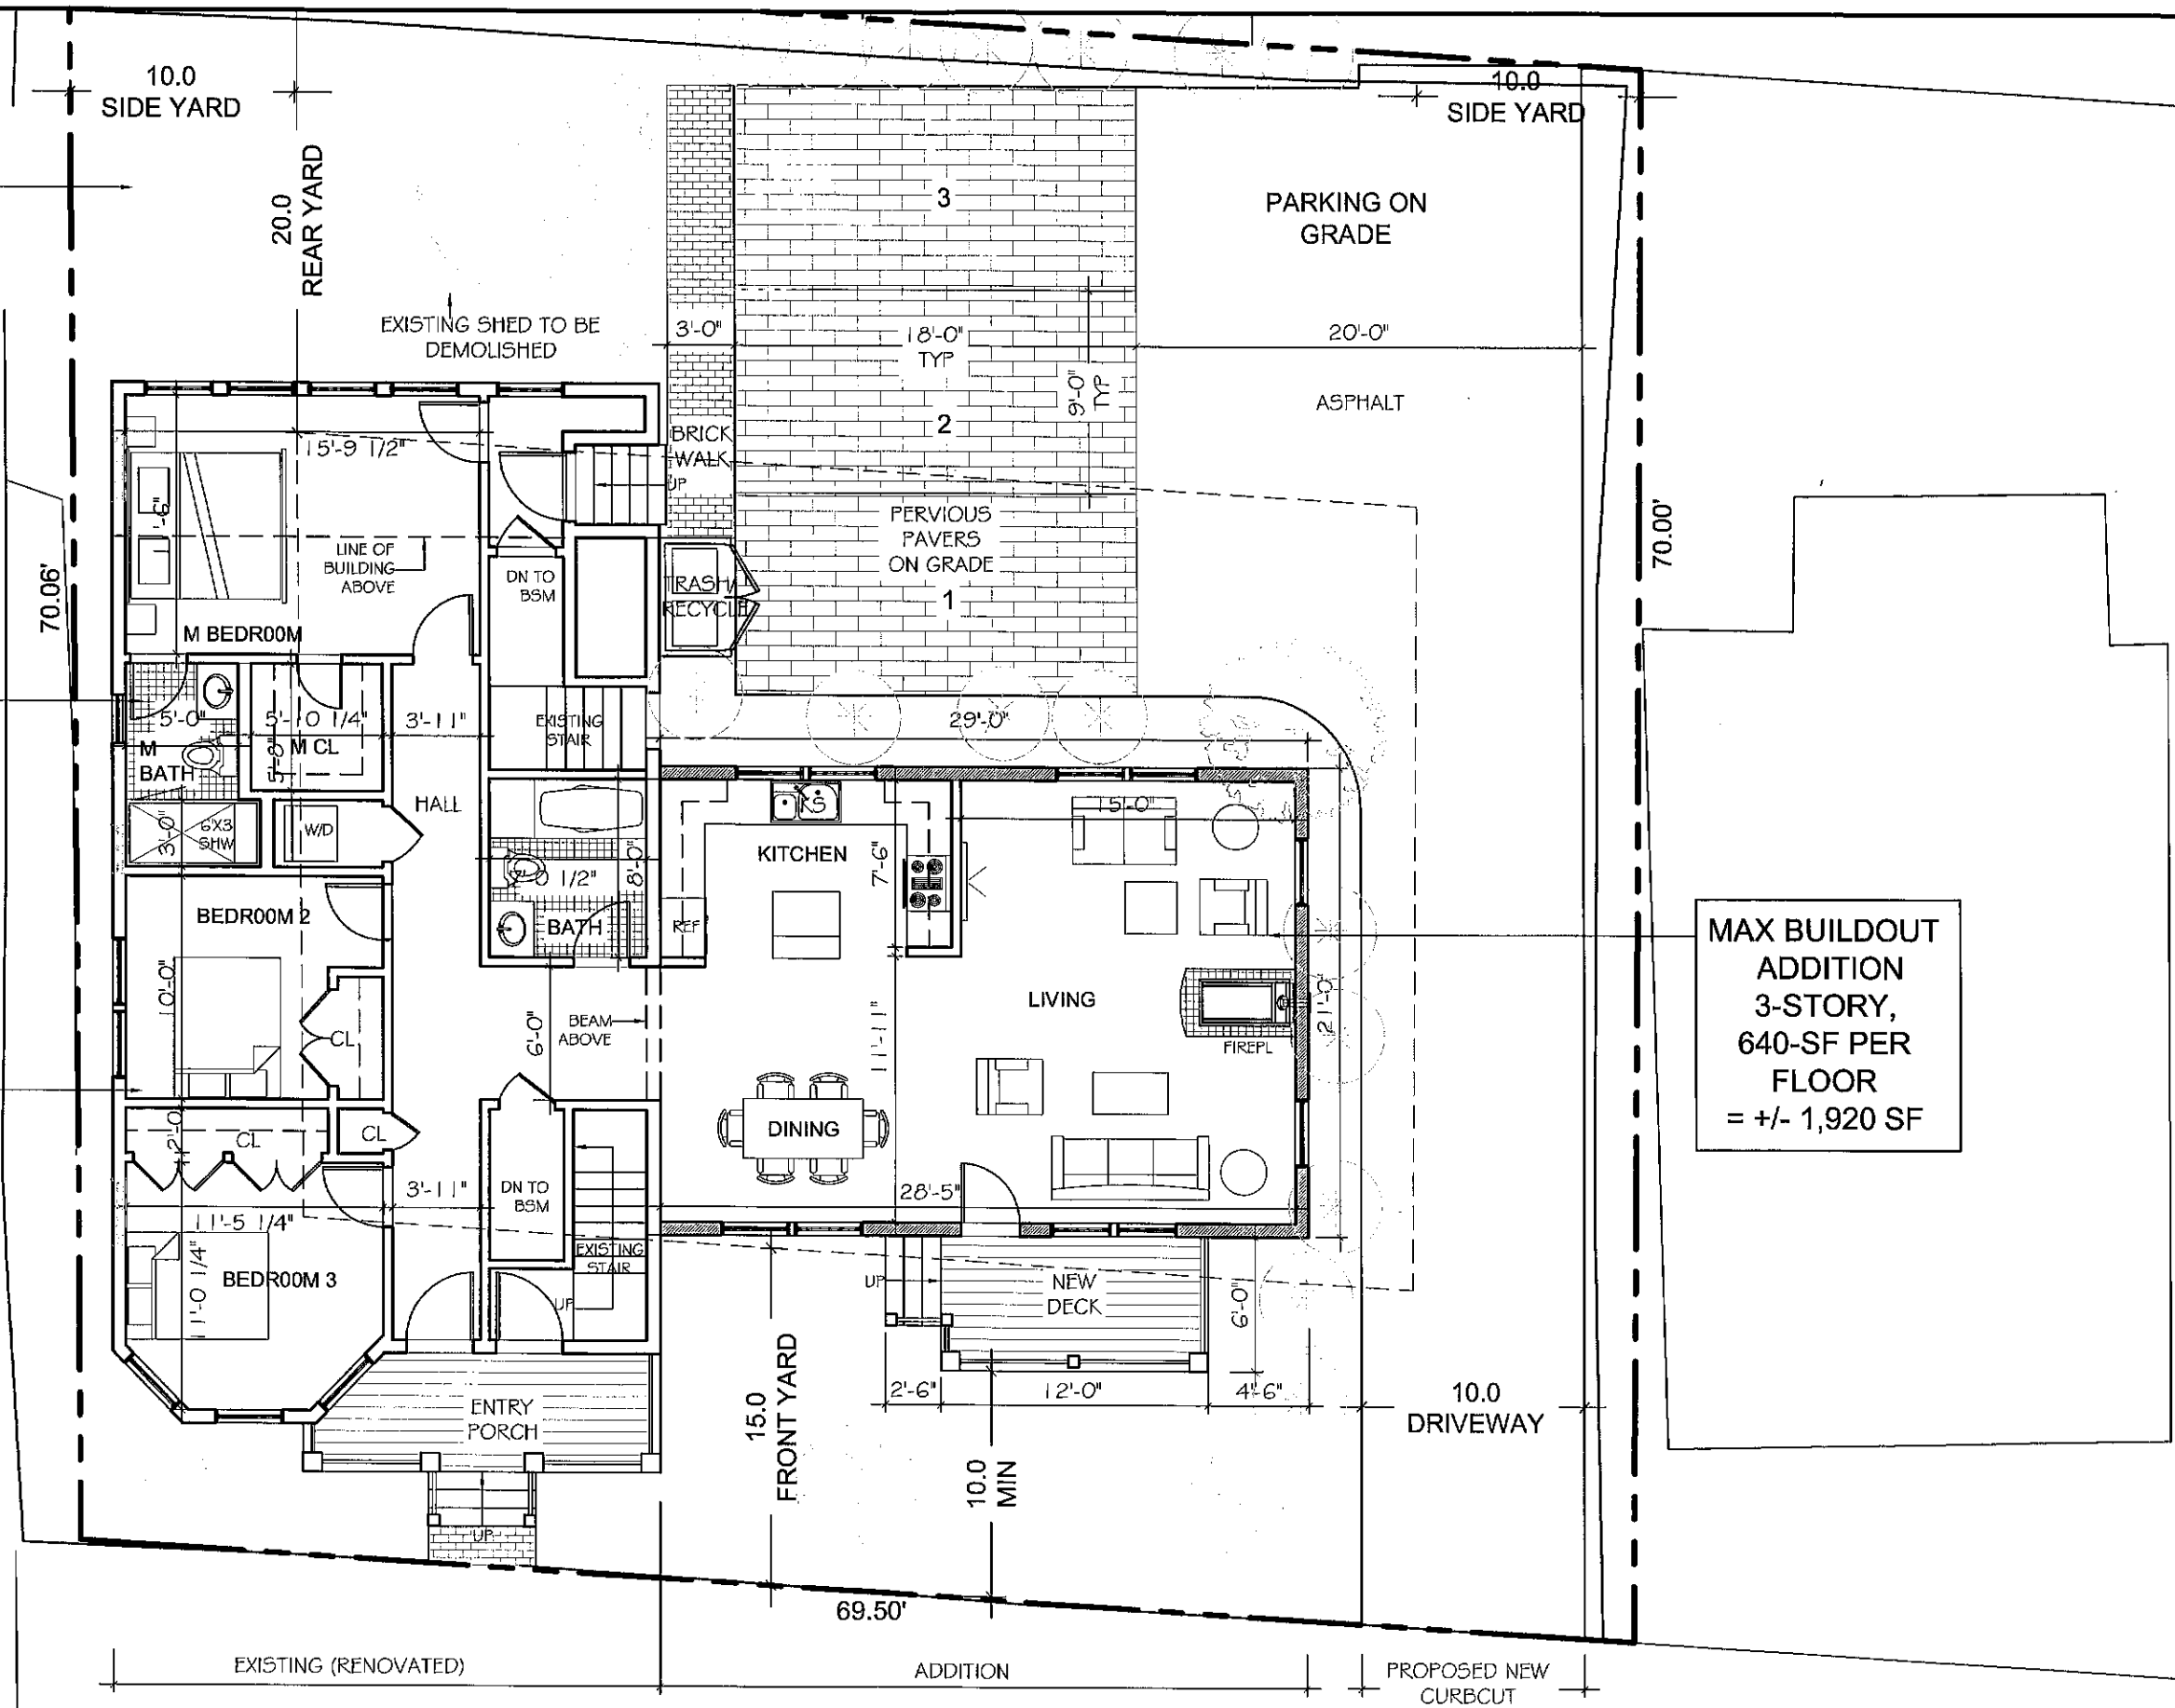 10.0
SIDE YARD
10.0
SIDE YARD
20.0
REAR YARD
3
PARKING ON
GRADE
EXISTING SHED TO BE
DEMOLISHED
3'-0"
18'-0"
TYP
20'-0"
9'-0"
TYP
ASPHALT
2
BRICK
WALK
15'-9 1/2"
UP
PERVIOUS
PAVERS
ON GRADE
1
70.00'
70.06'
LINE OF
BUILDING
ABOVE
DN TO
BSM
TRASH/
RECYCLE
M BEDROOM
5'-0"
5'-10 1/4"
3'-11"
EXISTING
STAIR
29'-0"
M
BATH
5'-8"
M CL
HALL
3'-0"
6X3
SHW
W/D
KS
15'-0"
KITCHEN
7'-6"
8'-0"
BATH
REF
BEDROOM 2
10'-0"
CL
6'-0"
BEAM
ABOVE
11'-11"
LIVING
FIREPL
21'-0"
MAX BUILDOUT
ADDITION
3-STORY,
640-SF PER
FLOOR
= +/- 1,920 SF
2'-0"
CL
CL
DINING
3'-11"
DN TO
BSM
28'-5"
11'-5 1/4"
11'-0 1/4"
BEDROOM 3
EXISTING
STAIR
UP
UP
NEW
DECK
6'-0"
15.0
FRONT YARD
10.0
MIN
2'-6"
12'-0"
4'-6"
10.0
DRIVEWAY
ENTRY
PORCH
UP
69.50'
EXISTING (RENOVATED)
ADDITION
PROPOSED NEW
CURBCUT